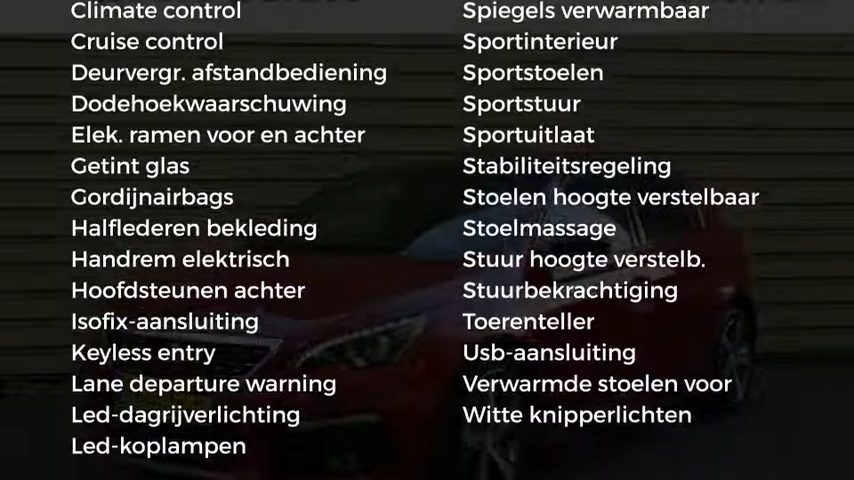 Climate control
Cruise control
Deurvergr. afstandbediening
Dodehoekwaarschuwing
Elek. ramen voor en achter
Getint glas
Gordijnairbags
Halflederen bekleding
Handrem elektrisch
Hoofdsteunen achter
Isofix-aansluiting
Keyless entry
Lane departure warning
Led-dagrijverlichting
Led-koplampen
Spiegels verwarmbaar
Sportinterieur
Sportstoelen
Sportstuur
Sportuitlaat
Stabiliteitsregeling
Stoelen hoogte verstelbaar
Stoelmassage
Stuur hoogte verstelb.
Stuurbekrachtiging
Toerenteller
Usb-aansluiting
Verwarmde stoelen voor
Witte knipperlichten